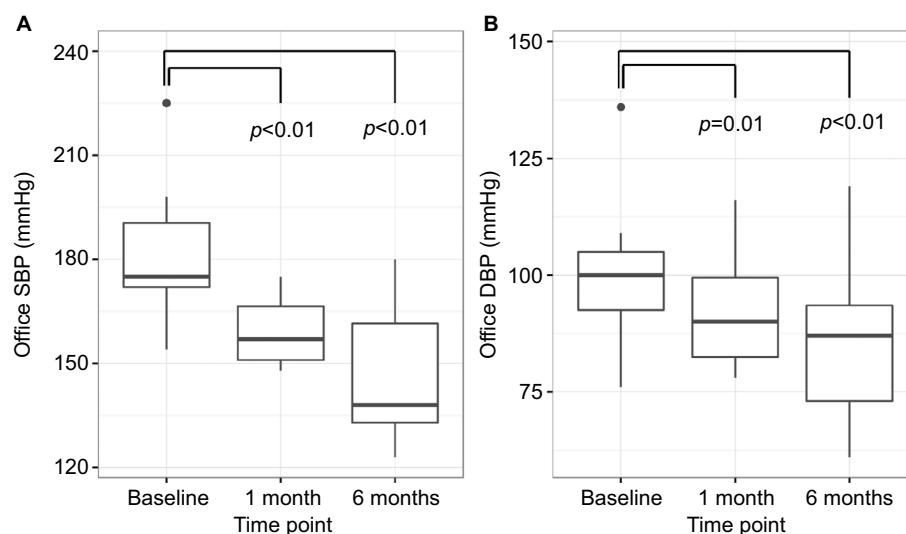 A
Office SBP (mmHg)
240
210
180
150
120
p<0.01
p<0.01
Baseline
1 month
6 months
Time point
B
Office DBP (mmHg)
150
125
100
75
p=0.01
p<0.01
Baseline
1 month
6 months
Time point